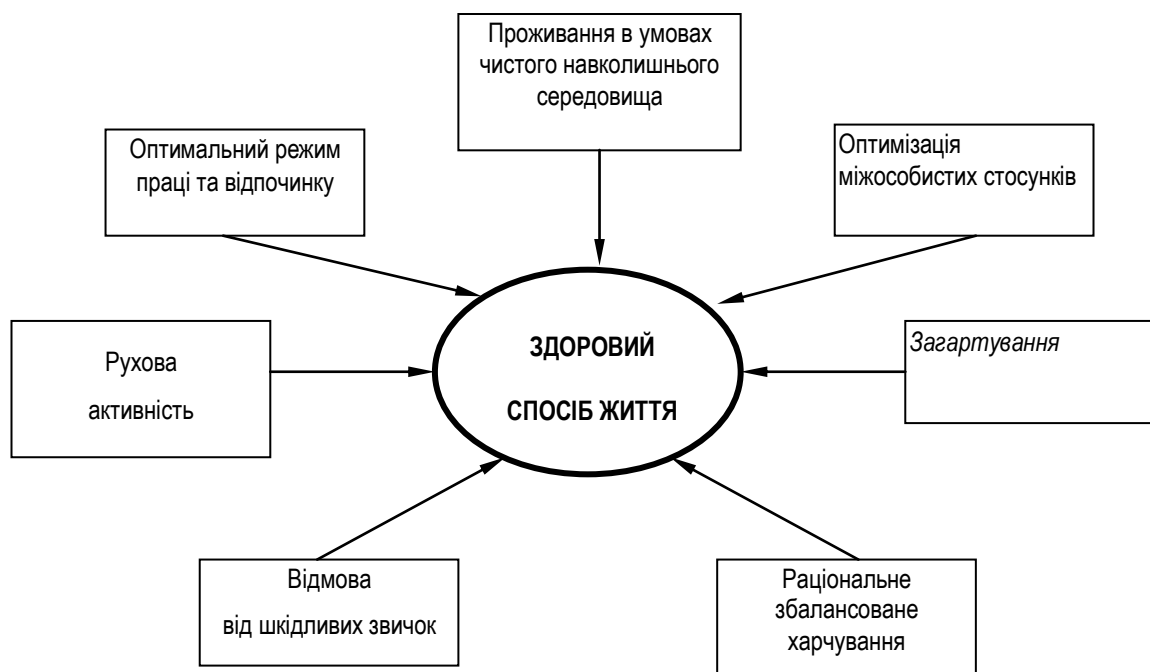 Проживання в умовах
чистого навколишнього
середовища
Оптимальний режим
праці та відпочинку
Оптимізація
міжособистих стосунків
ЗДОРОВИЙ
СПОСІБ ЖИТТЯ
Рухова
активність
Загартування
Відмова
від шкідливих звичок
Раціональне
збалансоване
харчування